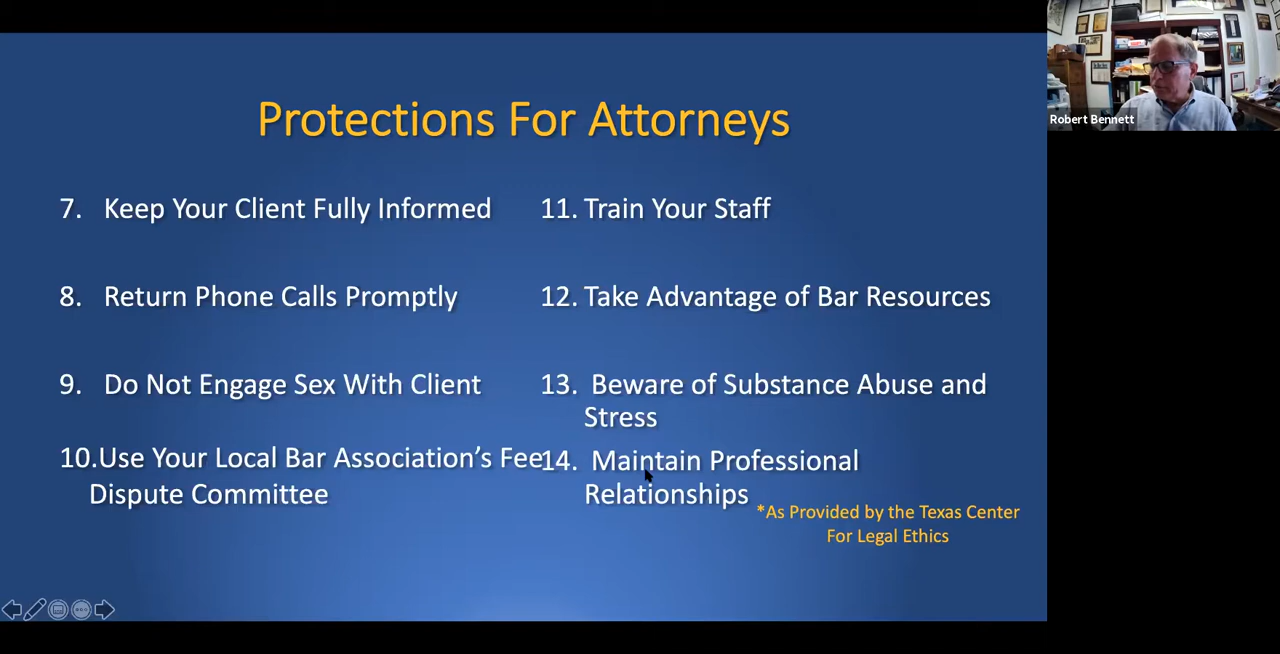 Protections For Attorneys
7. Keep Your Client Fully Informed
8. Return Phone Calls Promptly
9. Do Not Engage Sex With Client
10.Use Your Local Bar Association’s Fee
Dispute Committee
11. Train Your Staff
12. Take Advantage of Bar Resources
13. Beware of Substance Abuse and
Stress
14. Maintain Professional
Relationships
*As Provided by the Texas Center
For Legal Ethics
Robert Bennett